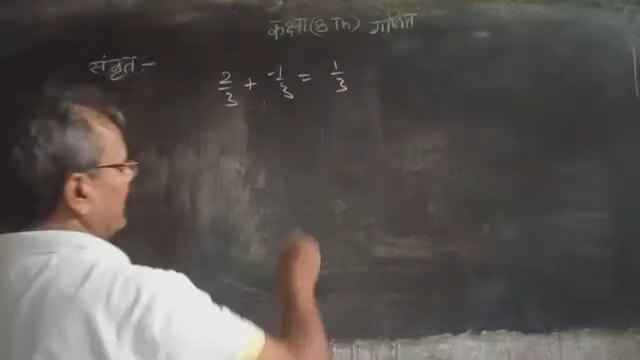 कक्षा(8 Th) गणित
संवृत :-
2/3 + -1/3 = 1/3